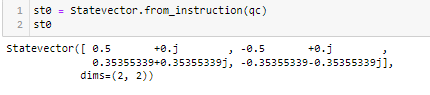 1 st0 = Statevector.from_instruction(qc)
2 st0
Statevector([ 0.5       +0.j        , -0.5       +0.j        ,
              0.35355339+0.35355339j, -0.35355339-0.35355339j],
            dims=(2, 2))